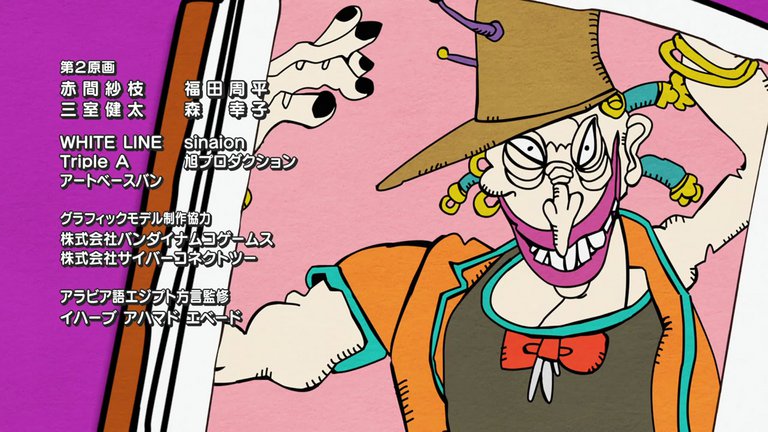 第2原画
赤間紗枝　福田周平
三室健太　森　幸子
WHITE LINE　sinaion
Triple A　旭プロダクション
アートベースバン
グラフィックモデル制作協力
株式会社バンダイナムコゲームス
株式会社サイバーコネクトツー
アラビア語エジプト方言監修
イハーブ アハマド エベード